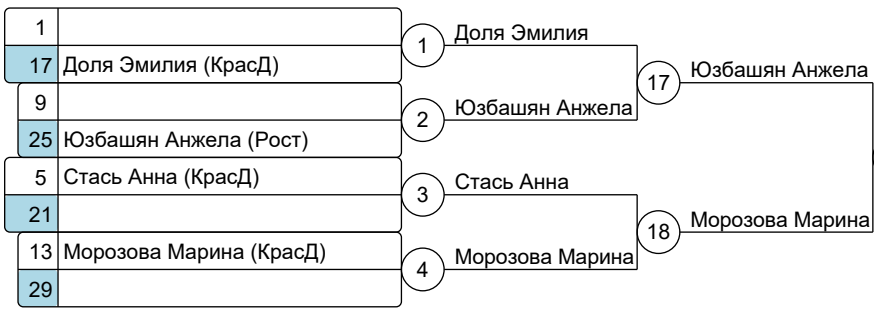 1
17 Доля Эмилия (КрасД)
9
25 Юзбашян Анжела (Рост)
5 Стась Анна (КрасД)
21
13 Морозова Марина (КрасД)
29
1 Доля Эмилия
2 Юзбашян Анжела
3 Стась Анна
4 Морозова Марина
17 Юзбашян Анжела
18 Морозова Марина